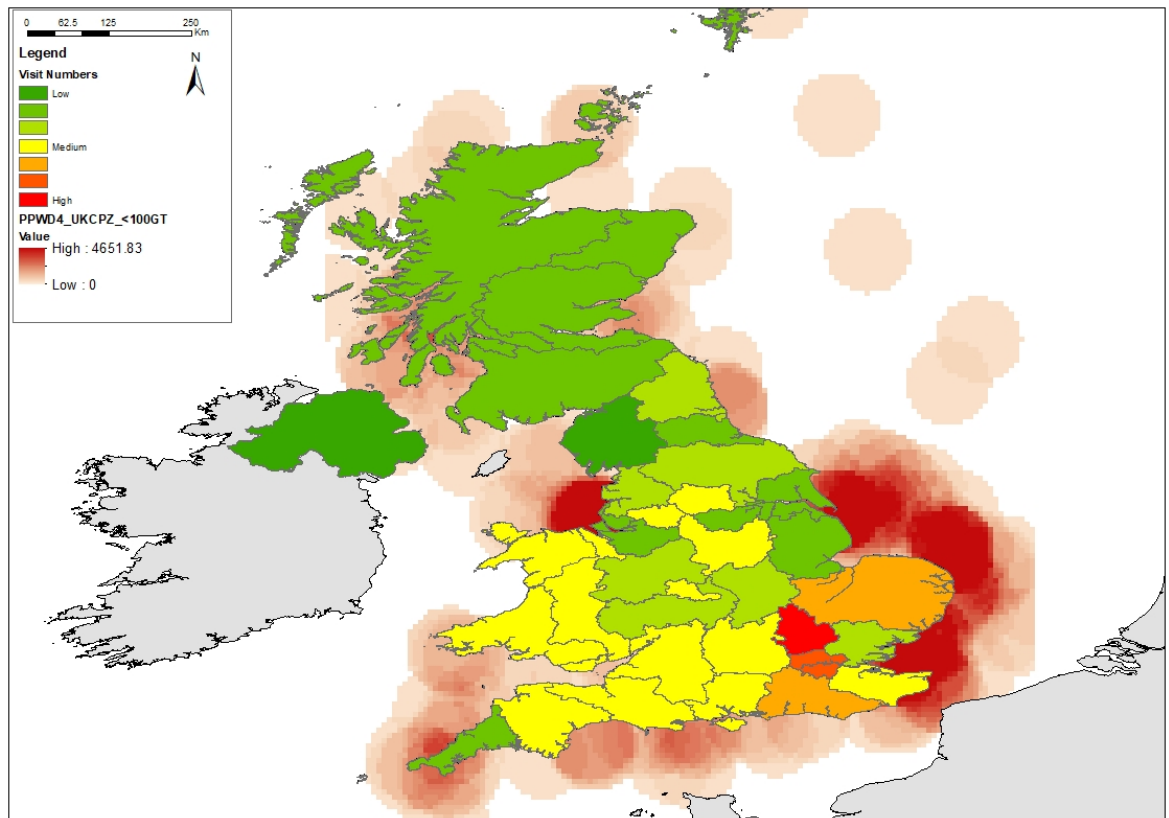 0 62.5 125 250
Km
Legend
N
Visit Numbers
Low
Medium
High
PPWD4_UKCPZ_<100GT
Value
High : 4651.83
Low : 0